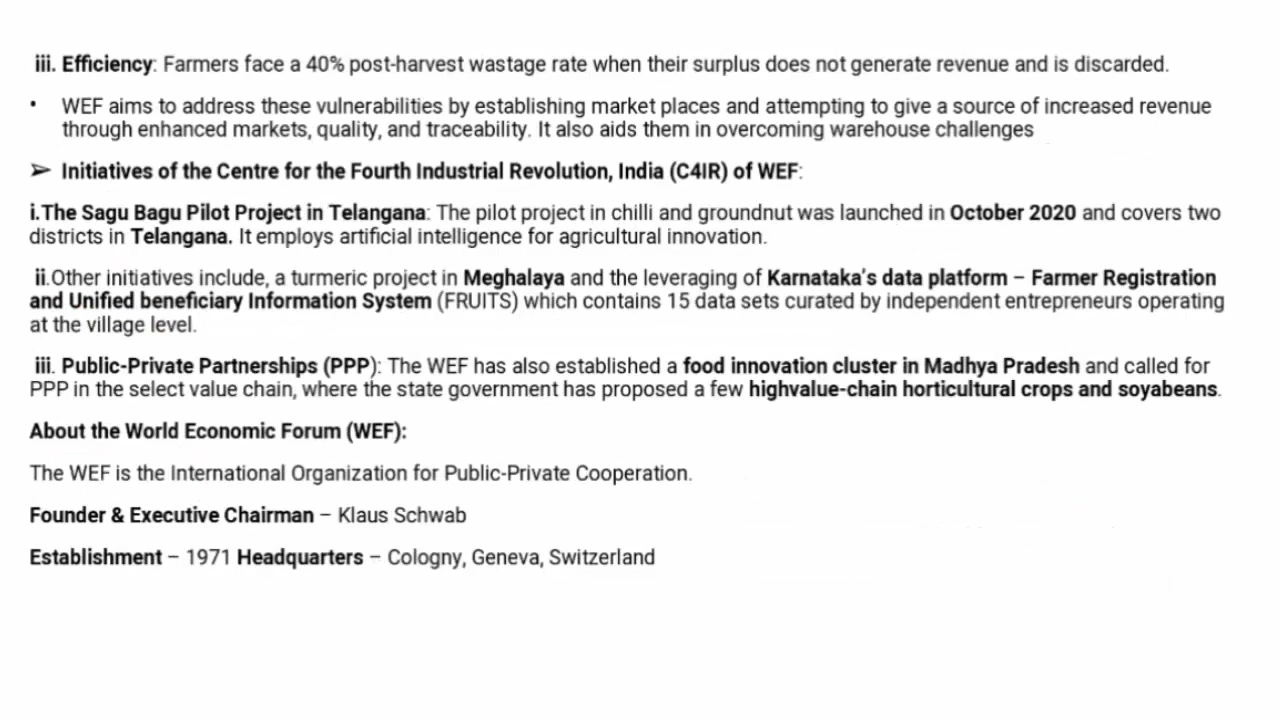 iii. Efficiency: Farmers face a 40% post-harvest wastage rate when their surplus does not generate revenue and is discarded.
• WEF aims to address these vulnerabilities by establishing market places and attempting to give a source of increased revenue
through enhanced markets, quality, and traceability. It also aids them in overcoming warehouse challenges
➢ Initiatives of the Centre for the Fourth Industrial Revolution, India (C4IR) of WEF:
i.The Sagu Bagu Pilot Project in Telangana: The pilot project in chilli and groundnut was launched in October 2020 and covers two
districts in Telangana. It employs artificial intelligence for agricultural innovation.
ii.Other initiatives include, a turmeric project in Meghalaya and the leveraging of Karnataka's data platform – Farmer Registration
and Unified beneficiary Information System (FRUITS) which contains 15 data sets curated by independent entrepreneurs operating
at the village level.
iii. Public-Private Partnerships (PPP): The WEF has also established a food innovation cluster in Madhya Pradesh and called for
PPP in the select value chain, where the state government has proposed a few highvalue-chain horticultural crops and soyabeans.
About the World Economic Forum (WEF):
The WEF is the International Organization for Public-Private Cooperation.
Founder & Executive Chairman – Klaus Schwab
Establishment – 1971 Headquarters – Cologny, Geneva, Switzerland